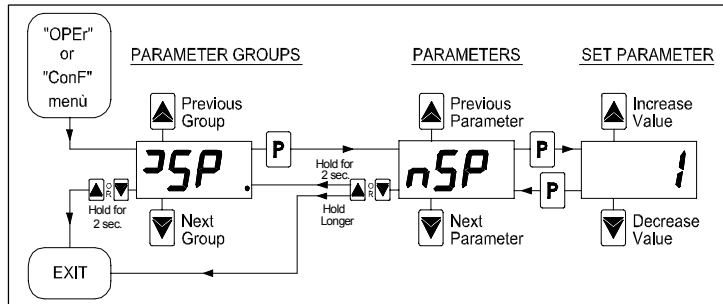 "OPEr"
or
"ConF"
menù
PARAMETER GROUPS
PARAMETERS
SET PARAMETER
Previous
Group
Previous
Parameter
Increase
Value
P
P
SP.
nSP
1
P
Hold for
2 sec.
OR
Hold for
2 sec.
OR
Hold
Longer
Next
Group
Next
Parameter
Decrease
Value
EXIT